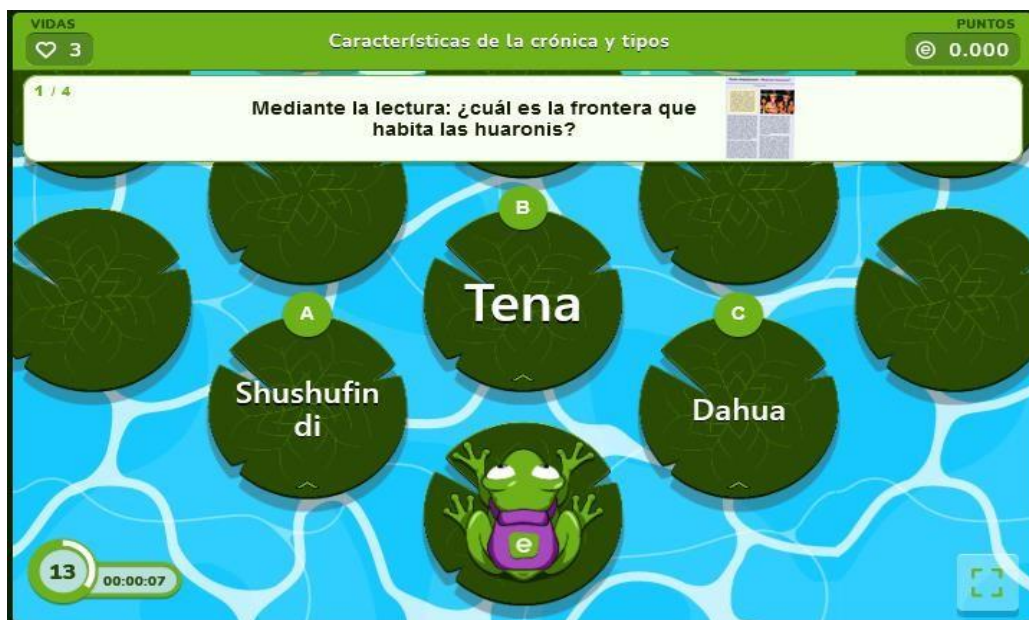 VIDAS
3
Características de la crónica y tipos
PUNTOS
0.000
1 / 4
Mediante la lectura: ¿cuál es la frontera que
habita las huaronis?
B
Tena
A
Shushufin
di
C
Dahua
e
13
00:00:07